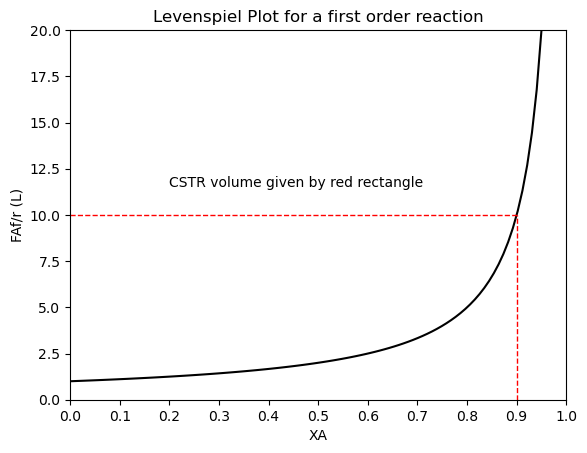 Levenspiel Plot for a first order reaction
20.0
17.5
15.0
12.5
10.0
7.5
5.0
2.5
0.0
FAf/r (L)
CSTR volume given by red rectangle
0.0 0.1 0.2 0.3 0.4 0.5 0.6 0.7 0.8 0.9 1.0
XA